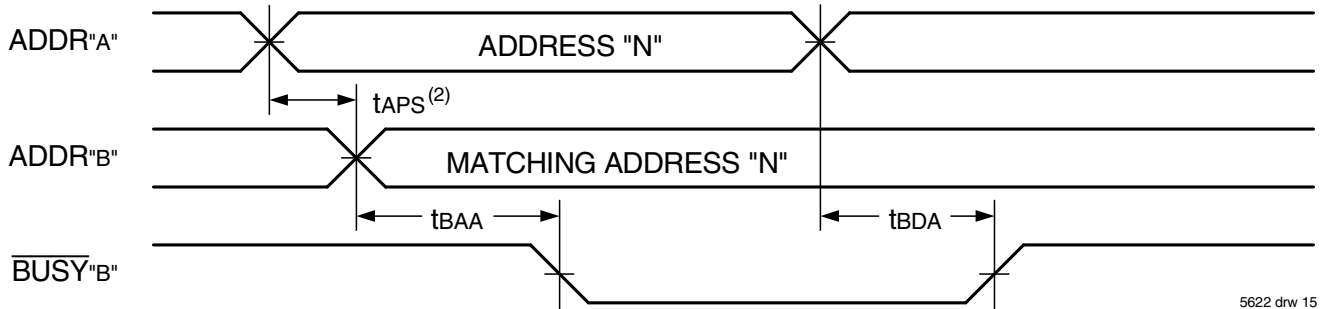 ADDR"A"
ADDRESS "N"
tAPS(2)
ADDR"B"
MATCHING ADDRESS "N"
tBAA
tBDA
BUSY"B"
5622 drw 15